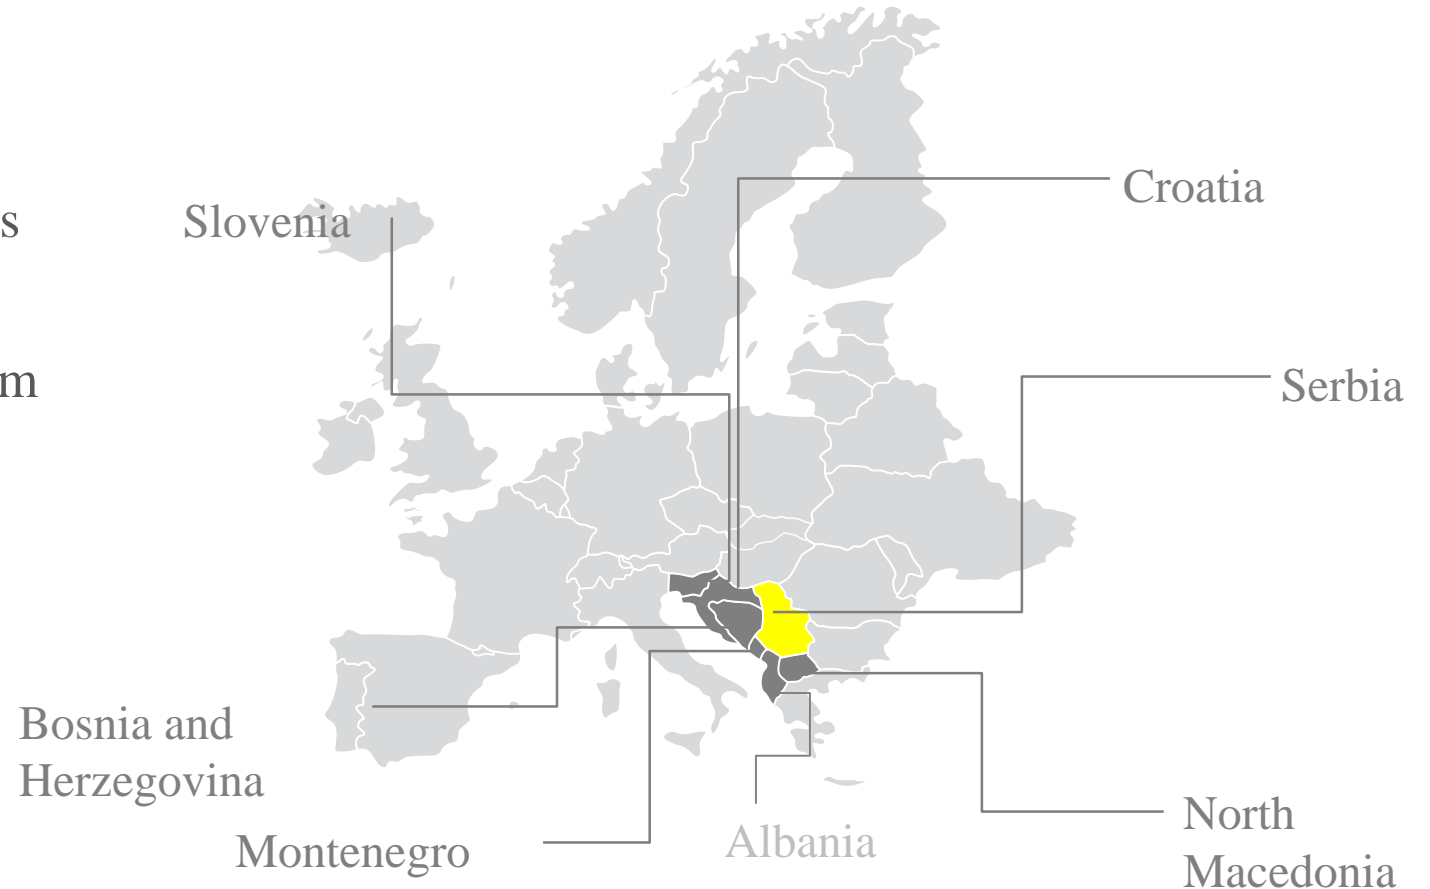 Croatia
s
Slovenia
m
Serbia
Bosnia and
Herzegovina
Montenegro
Albania
North
Macedonia